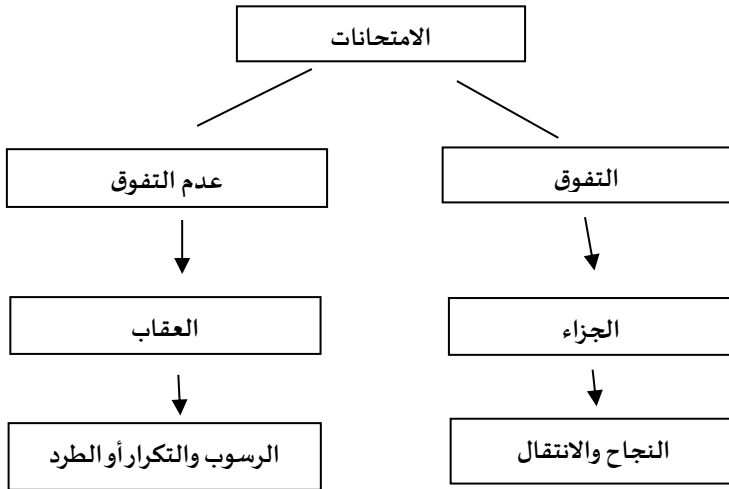 الامتحانات
التفوق
عدم التفوق
الجزاء
العقاب
النجاح والانتقال
الرسوب والتكرار أو الطرد